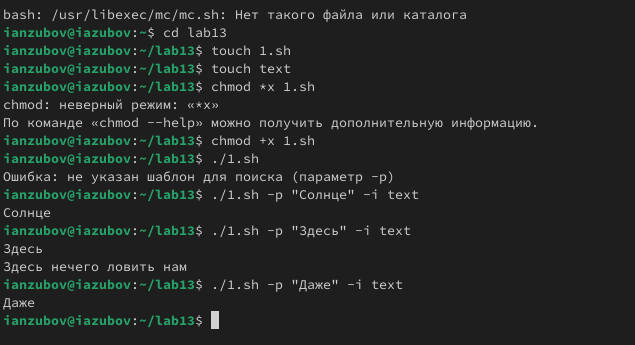 bash: /usr/libexec/mc/mc.sh: Нет такого файла или каталога
ianzubov@iazubov:~$ cd lab13
ianzubov@iazubov:~/lab13$ touch 1.sh
ianzubov@iazubov:~/lab13$ touch text
ianzubov@iazubov:~/lab13$ chmod *x 1.sh
chmod: неверный режим: «*x»
По команде «chmod --help» можно получить дополнительную информацию.
ianzubov@iazubov:~/lab13$ chmod +x 1.sh
ianzubov@iazubov:~/lab13$ ./1.sh
Ошибка: не указан шаблон для поиска (параметр -p)
ianzubov@iazubov:~/lab13$ ./1.sh -p "Солнце" -i text
Солнце
ianzubov@iazubov:~/lab13$ ./1.sh -p "Здесь" -i text
Здесь
Здесь нечего ловить нам
ianzubov@iazubov:~/lab13$ ./1.sh -p "Даже" -i text
Даже
ianzubov@iazubov:~/lab13$